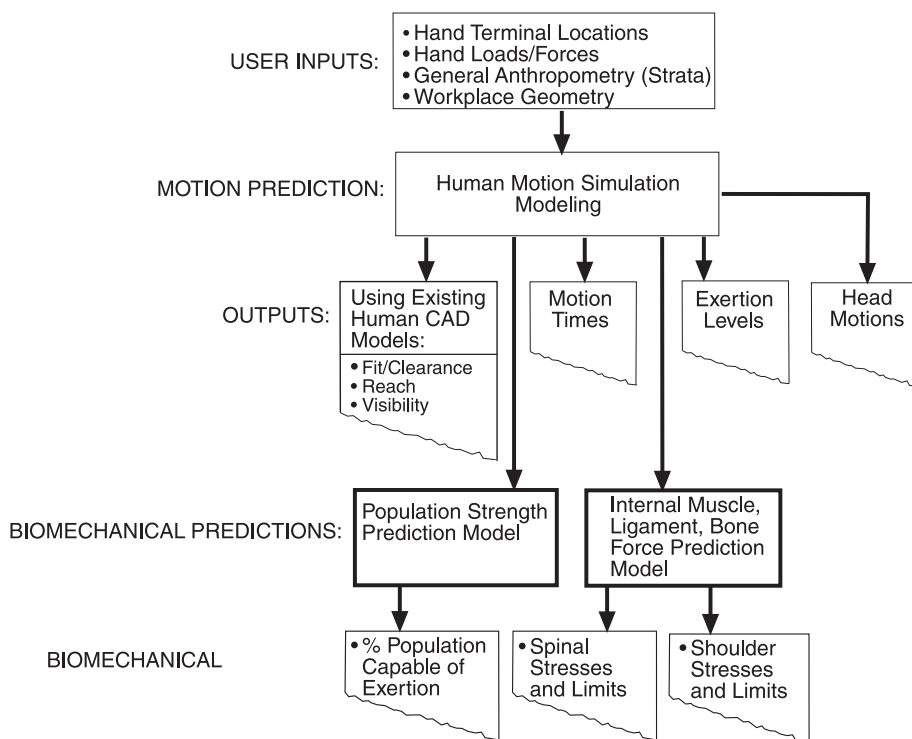 USER INPUTS:
• Hand Terminal Locations
• Hand Loads/Forces
• General Anthropometry (Strata)
• Workplace Geometry
MOTION PREDICTION:
Human Motion Simulation
Modeling
OUTPUTS:
Using Existing
Human CAD
Models:
• Fit/Clearance
• Reach
• Visibility
Motion
Times
Exertion
Levels
Head
Motions
BIOMECHANICAL PREDICTIONS:
Population Strength
Prediction Model
Internal Muscle,
Ligament, Bone
Force Prediction
Model
BIOMECHANICAL
• % Population
Capable of
Exertion
• Spinal
Stresses
and Limits
• Shoulder
Stresses
and Limits